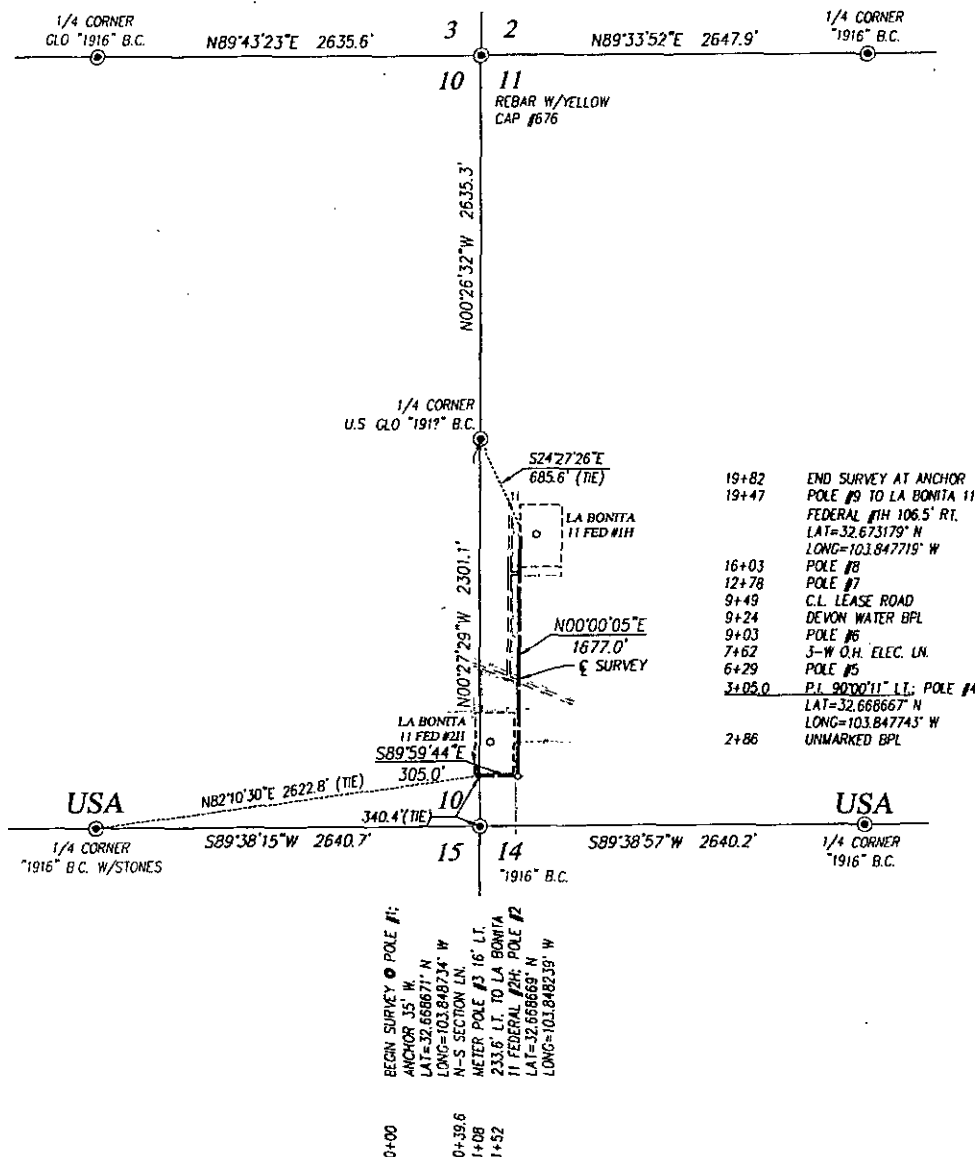 1/4 CORNER
GLO "1916" B.C.
N89°43'23"E 2635.6'
3 2
N89°33'52"E 2647.9'
1/4 CORNER
"1916" B.C.
10 11
REBAR W/YELLOW
CAP #676
N00°26'32"W 2635.3'
1/4 CORNER
U.S GLO "191?" B.C.
S24°27'26"E
685.6' (TIE)
LA BONITA
11 FED #1H
N00°27'29"W 2301.1'
N00°00'05"E
1677.0'
℄ SURVEY
19+82 END SURVEY AT ANCHOR
19+47 POLE #9 TO LA BONITA 11
FEDERAL #1H 106.5' RT.
LAT=32.673179° N
LONG=103.847719° W
16+03 POLE #8
12+78 POLE #7
9+49 C.L. LEASE ROAD
9+24 DEVON WATER BPL
9+03 POLE #6
7+62 3-W O.H. ELEC. LN.
6+29 POLE #5
3+05.0 P.I. 90°00'11" LT.; POLE #4
LAT=32.668667° N
LONG=103.847743° W
2+86 UNMARKED BPL
LA BONITA
11 FED #2H
S89°59'44"E
305.0'
N82°10'30"E 2622.8' (TIE)
USA
10
340.4'(TIE)
USA
1/4 CORNER
"1916" B.C. W/STONES
S89°38'15"W 2640.7'
15 14
"1916" B.C.
S89°38'57"W 2640.2'
1/4 CORNER
"1916" B.C.
0+00 BEGIN SURVEY @ POLE #1;
ANCHOR 35' W.
LAT=32.668671° N
LONG=103.848734° W
0+39.6 N-S SECTION LN.
1+08 METER POLE #3 16' LT.
1+52 233.6' LT. TO LA BONITA
11 FEDERAL #2H; POLE #2
LAT=32.668669° N
LONG=103.848239° W